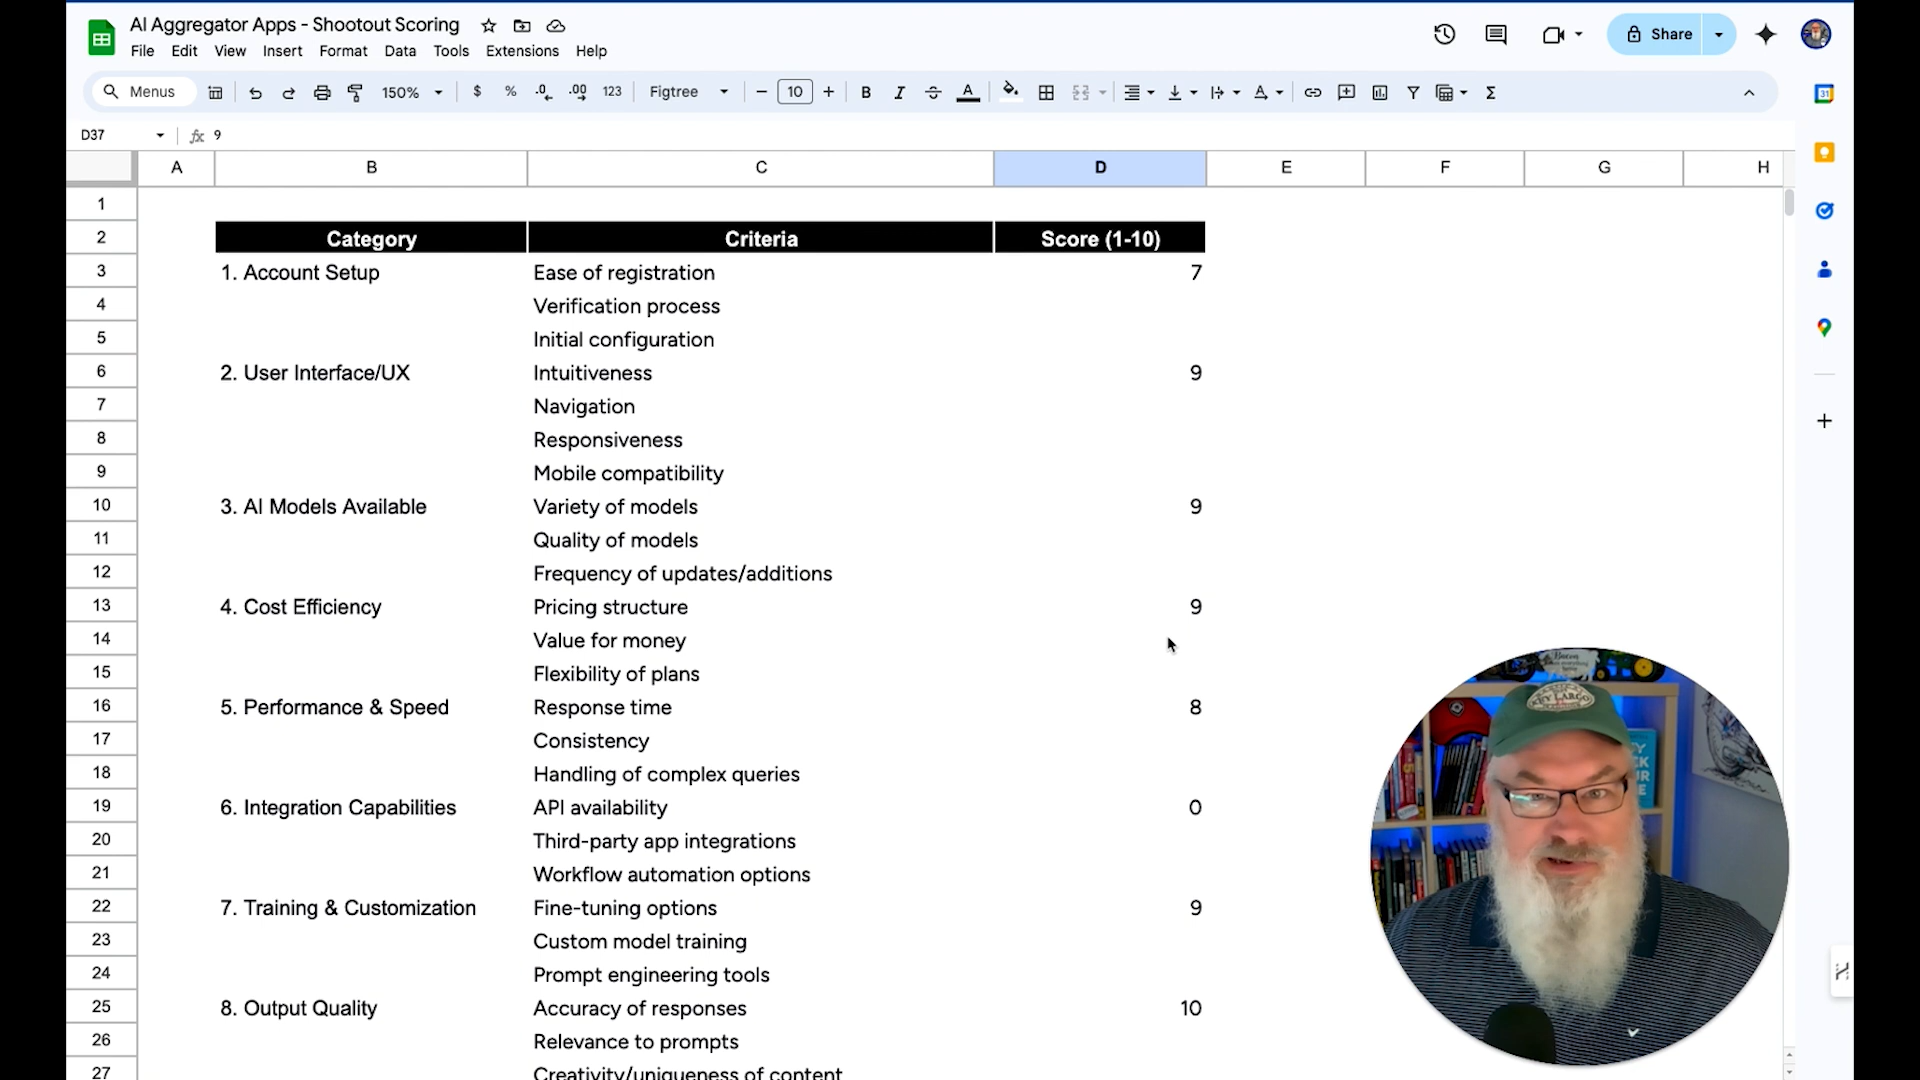 AI Aggregator Apps - Shootout Scoring
File Edit View Insert Format Data Tools Extensions Help
Share
Menus 150% $ % .0 .00 123 Figtree 10 B I A Σ
D37 fx 9
A B C D E F G H
1
2 Category Criteria Score (1-10)
3 1. Account Setup Ease of registration 7
4 Verification process
5 Initial configuration
6 2. User Interface/UX Intuitiveness 9
7 Navigation
8 Responsiveness
9 Mobile compatibility
10 3. AI Models Available Variety of models 9
11 Quality of models
12 Frequency of updates/additions
13 4. Cost Efficiency Pricing structure 9
14 Value for money
15 Flexibility of plans
16 5. Performance & Speed Response time 8
17 Consistency
18 Handling of complex queries
19 6. Integration Capabilities API availability 0
20 Third-party app integrations
21 Workflow automation options
22 7. Training & Customization Fine-tuning options 9
23 Custom model training
24 Prompt engineering tools
25 8. Output Quality Accuracy of responses 10
26 Relevance to prompts
27 Creativity/uniqueness of content
31